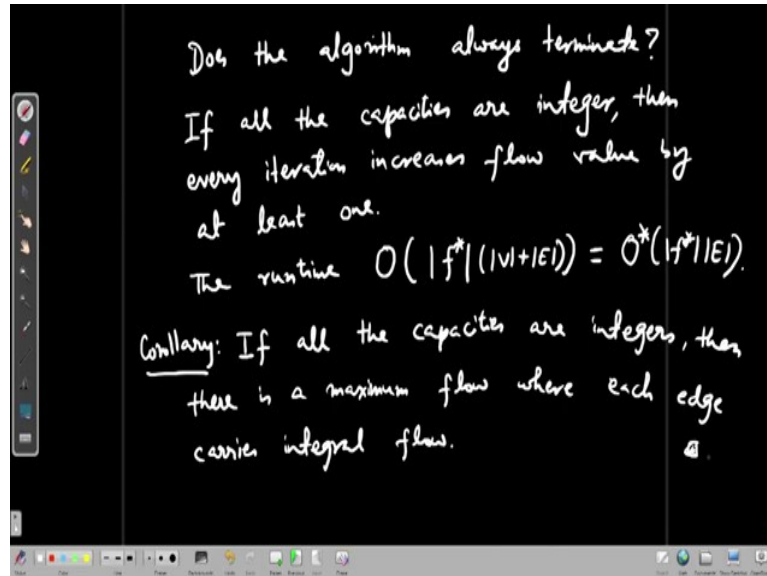 Does the algorithm always terminate?
If all the capacities are integer, then
every iteration increases flow value by
at least one.
The runtime O( |f*| (|V|+|E|)) = O*(|f*||E|).
Corollary: If all the capacities are integers, then
there is a maximum flow where each edge
carries integral flow.